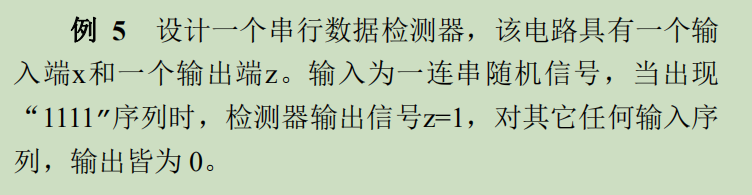 例 5 设计一个串行数据检测器，该电路具有一个输
入端x和一个输出端z。输入为一连串随机信号，当出现
“1111″序列时，检测器输出信号z=1，对其它任何输入序
列，输出皆为 0。